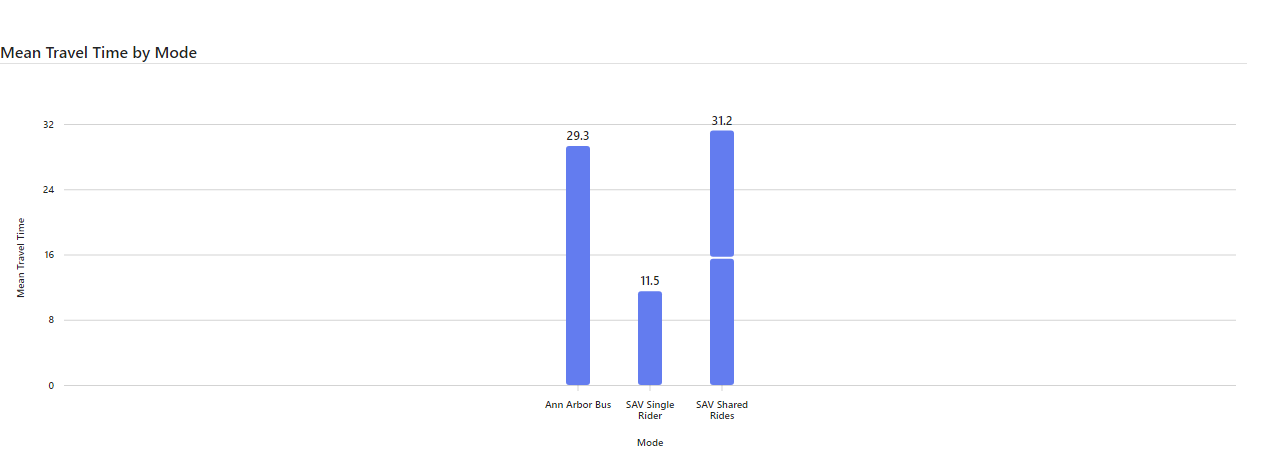 Mean Travel Time by Mode
32
24
16
8
0
Mean Travel Time
29.3
11.5
31.2
Ann Arbor Bus
SAV Single
Rider
SAV Shared
Rides
Mode